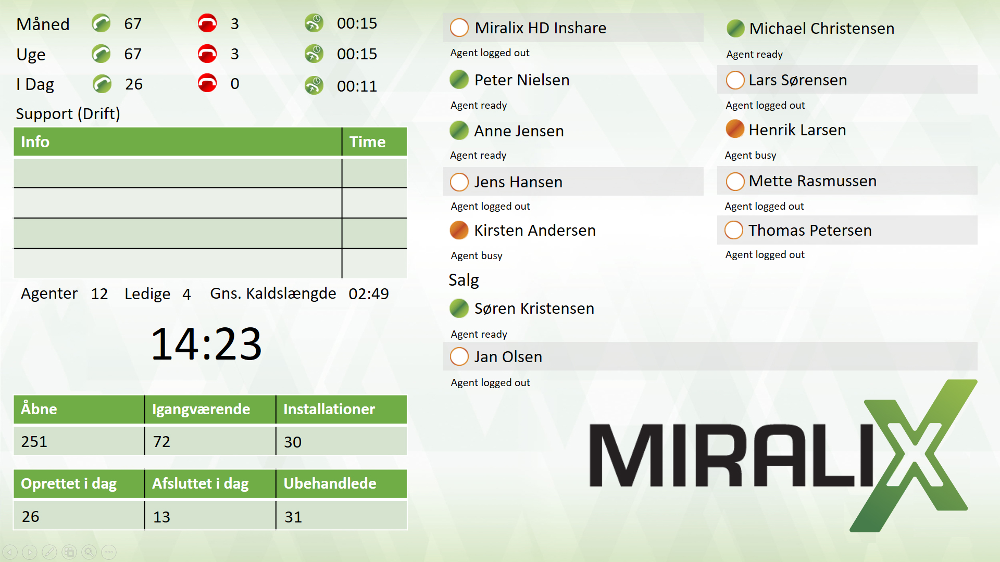 Måned 67 3 00:15
Uge 67 3 00:15
I Dag 26 0 00:11
Support (Drift)
Info Time
Agenter 12 Ledige 4 Gns. Kaldslængde 02:49
14:23
Åbne Igangværende Installationer
251 72 30
Oprettet i dag Afsluttet i dag Ubehandlede
26 13 31
Miralix HD Inshare
Agent logged out
Peter Nielsen
Agent ready
Anne Jensen
Agent ready
Jens Hansen
Agent logged out
Kirsten Andersen
Agent busy
Michael Christensen
Agent ready
Lars Sørensen
Agent logged out
Henrik Larsen
Agent busy
Mette Rasmussen
Agent logged out
Thomas Petersen
Agent logged out
Salg
Søren Kristensen
Agent ready
Jan Olsen
Agent logged out
MIRALIX